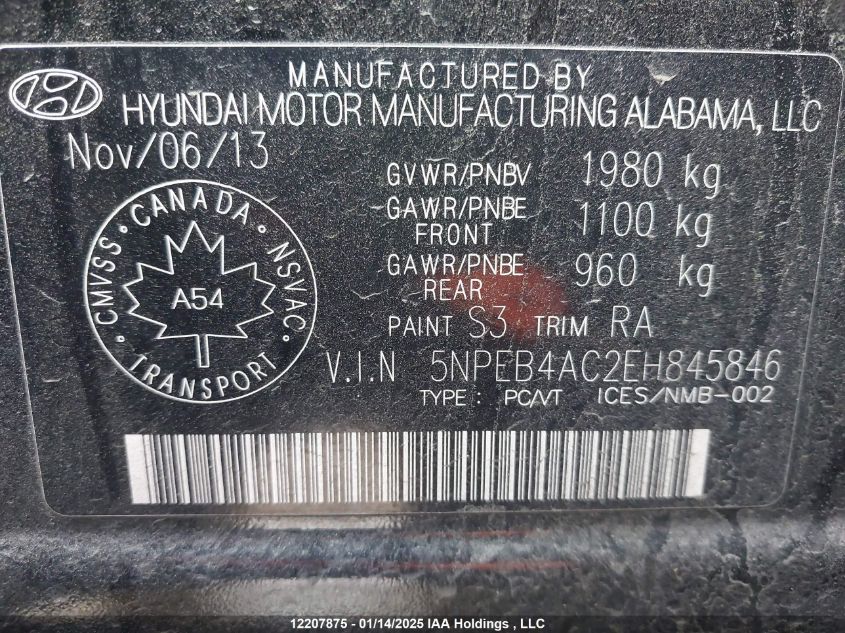 MANUFACTURED BY
HYUNDAI MOTOR MANUFACTURING ALABAMA, LLC
Nov/06/13
GVWR/PNBV 1980 kg
GAWR/PNBE FRONT 1100 kg
GAWR/PNBE REAR 960 kg
CANADA · NSVAC · TRANSPORT · CMVSS ·
A54
PAINT S3 TRIM RA
V.I.N 5NPEB4AC2EH845846
TYPE : PC/VT ICES/NMB-002
12207875 - 01/14/2025 IAA Holdings , LLC